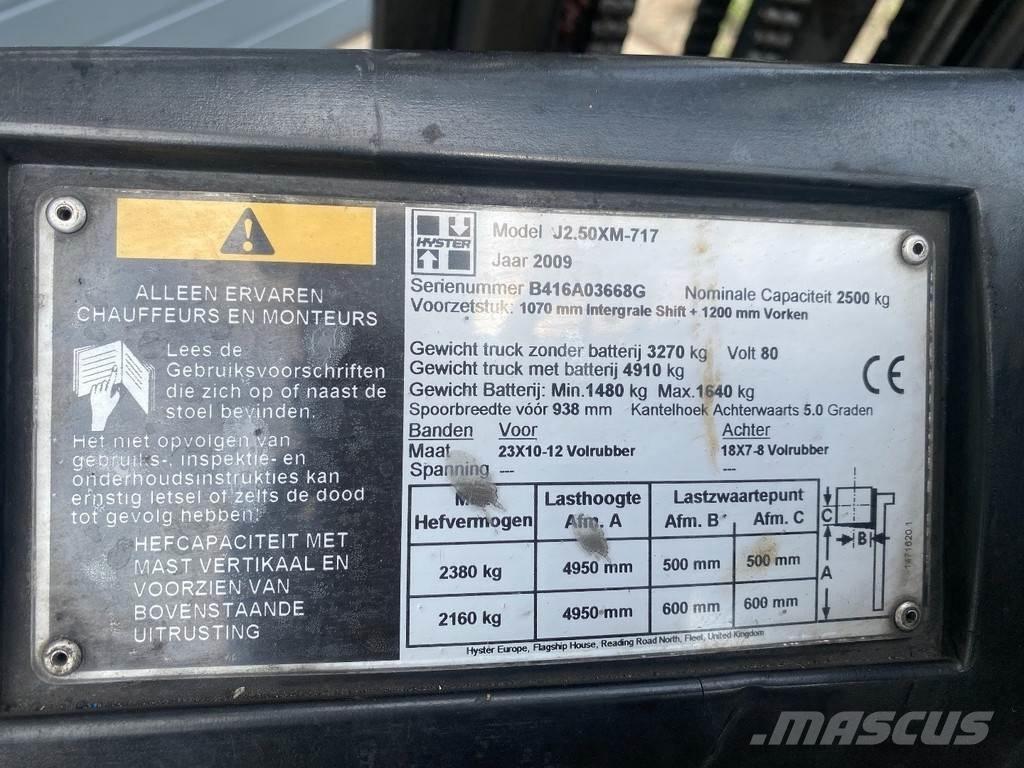 ALLEEN ERVAREN
CHAUFFEURS EN MONTEURS
Lees de
Gebruiksvoorschriften
die zich op of naast de
stoel bevinden.
Het niet opvolgen van
gebruiks-, inspektie- en
onderhoudsinstrukties kan
ernstig letsel of zelfs de dood
tot gevolg hebben.
HEFCAPACITEIT MET
MAST VERTIKAAL EN
VOORZIEN VAN
BOVENSTAANDE
UITRUSTING
HYSTER
Model J2.50XM-717
Jaar 2009
Serienummer B416A03668G Nominale Capaciteit 2500 kg
Voorzetstuk: 1070 mm Intergrale Shift + 1200 mm Vorken
Gewicht truck zonder batterij 3270 kg Volt 80
Gewicht truck met batterij 4910 kg
Gewicht Batterij: Min.1480 kg Max.1640 kg
Spoorbreedte vóór 938 mm Kantelhoek Achterwaarts 5.0 Graden
CE
Banden Voor Achter
Maat 23X10-12 Volrubber 18X7-8 Volrubber
Spanning --- ---
Lasthoogte Lastzwaartepunt
Hefvermogen Afm. A Afm. B Afm. C
2380 kg 4950 mm 500 mm 500 mm
2160 kg 4950 mm 600 mm 600 mm
C
B
A
1871620.1
Hyster Europe, Flagship House, Reading Road North, Fleet, United Kingdom
MASCUS